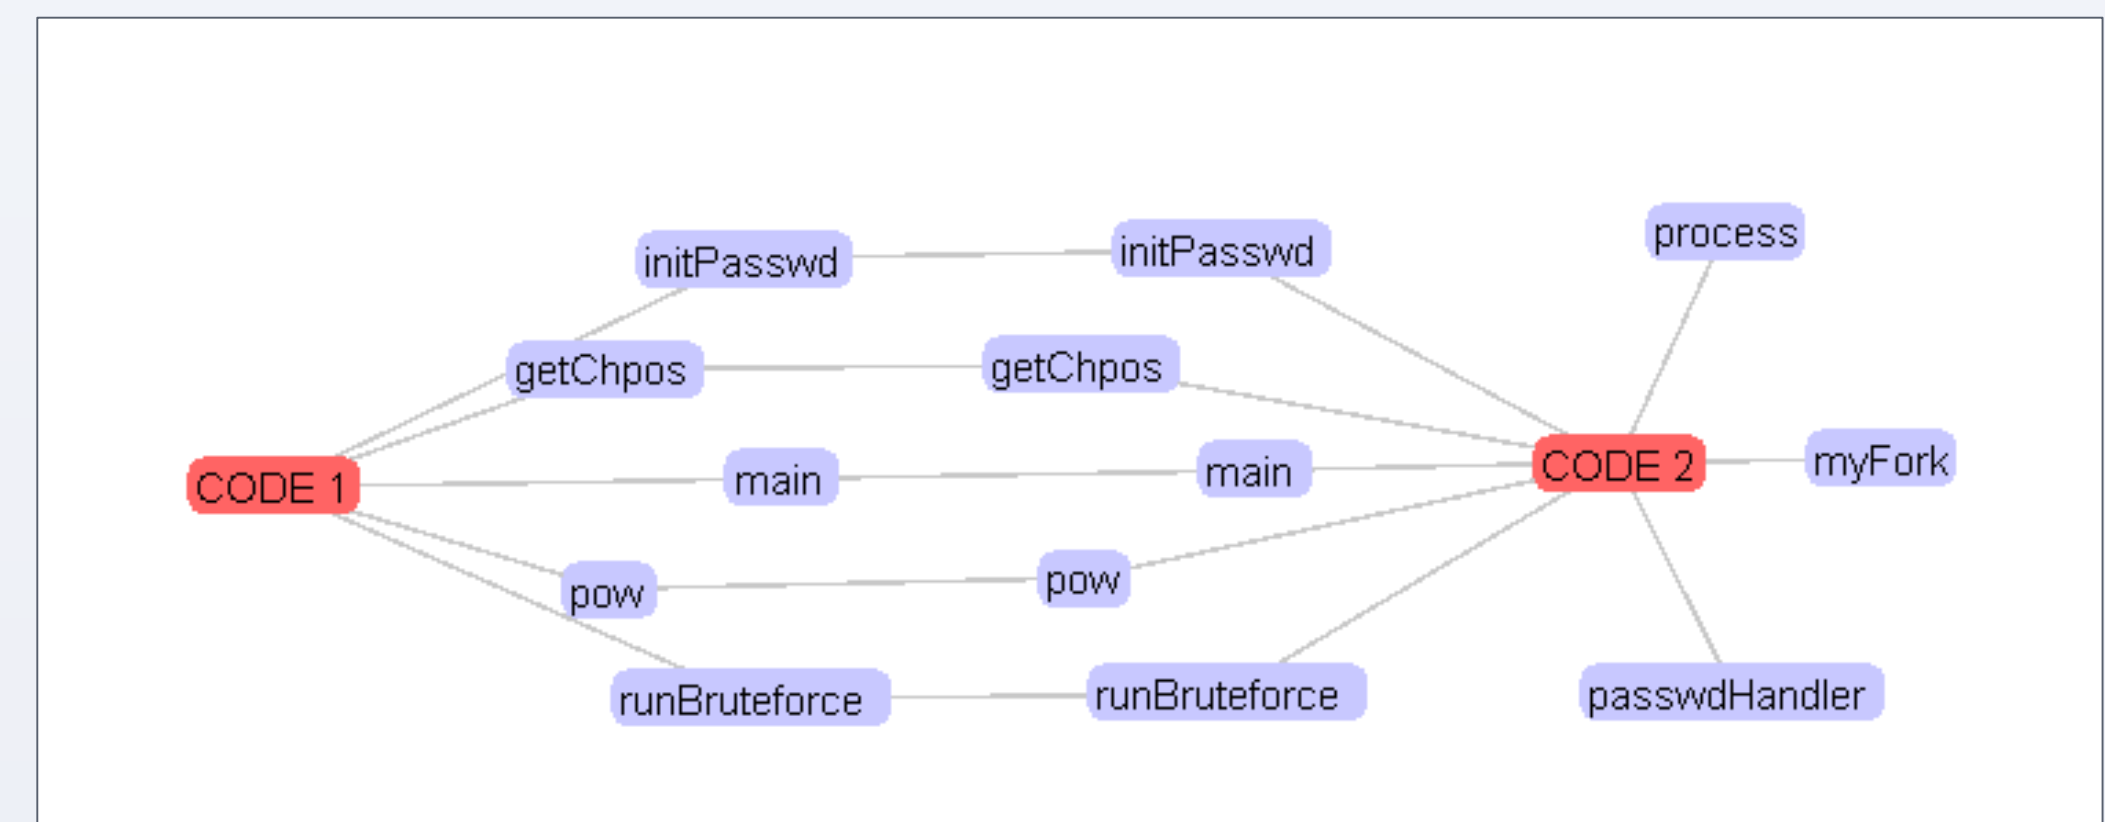 process
initPasswd
initPasswd
getChpos
getChpos
CODE 1
main
main
CODE 2
myFork
pow
pow
runBruteforce
runBruteforce
passwdHandler